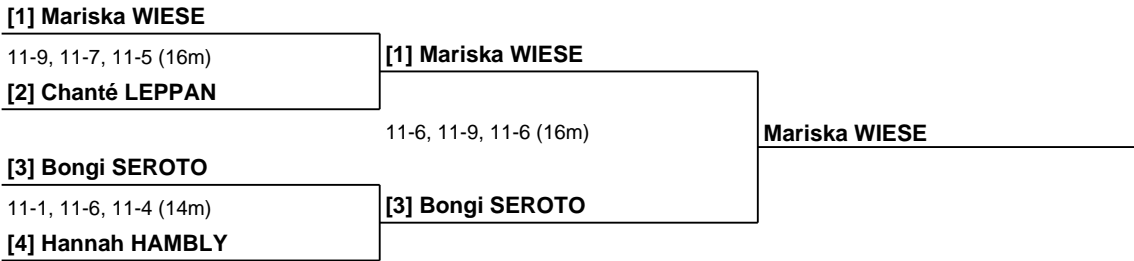 [1] Mariska WIESE
11-9, 11-7, 11-5 (16m)
[1] Mariska WIESE
[2] Chanté LEPPAN
11-6, 11-9, 11-6 (16m)
Mariska WIESE
[3] Bongi SEROTO
11-1, 11-6, 11-4 (14m)
[3] Bongi SEROTO
[4] Hannah HAMBLY